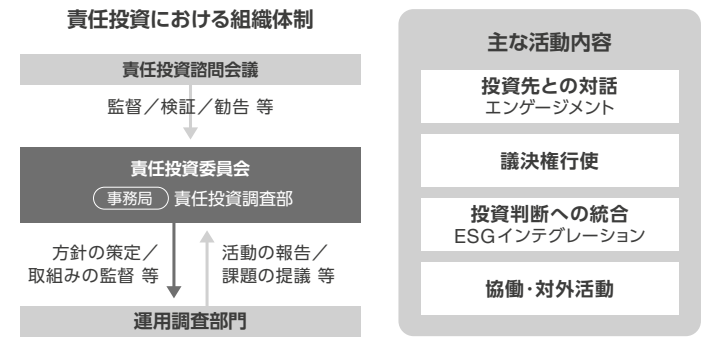 責任投資における組織体制
責任投資諮問会議
監督／検証／勧告 等
責任投資委員会
事務局 責任投資調査部
方針の策定／
取組みの監督 等
活動の報告／
課題の提議 等
運用調査部門
主な活動内容
投資先との対話
エンゲージメント
議決権行使
投資判断への統合
ESGインテグレーション
協働・対外活動